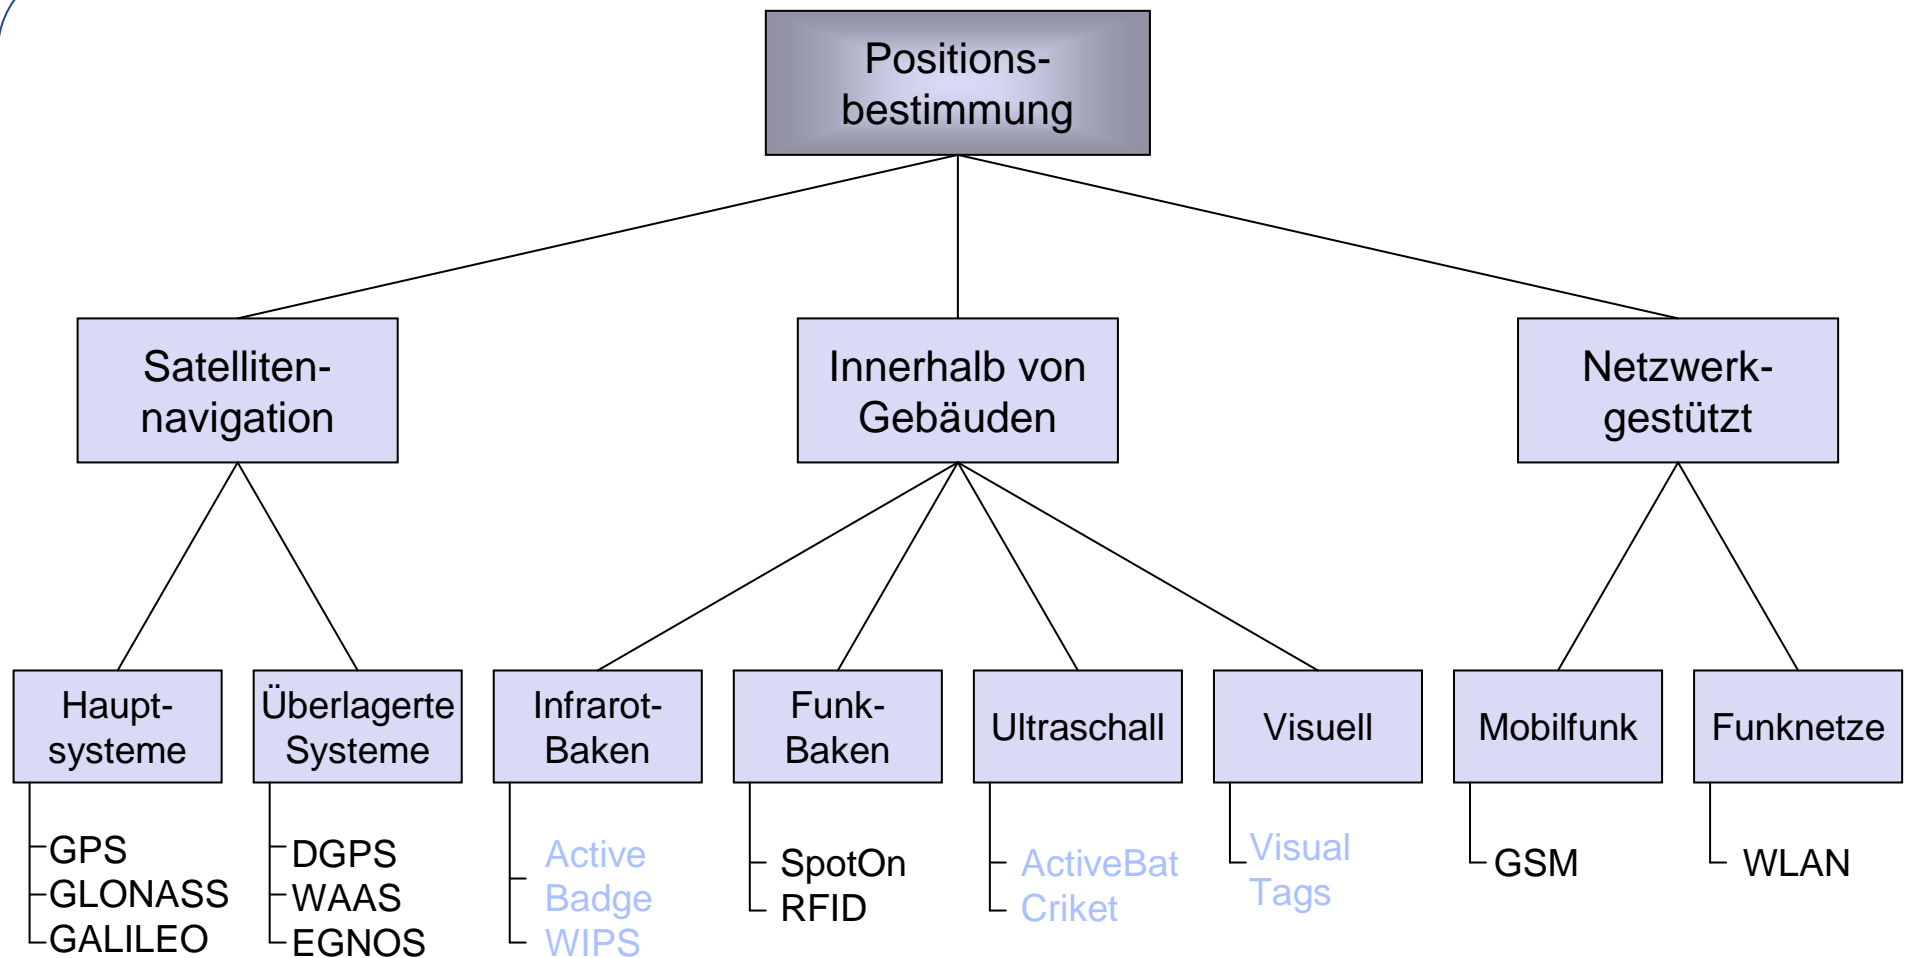 Positions-
bestimmung
Satelliten-
navigation
Innerhalb von
Gebäuden
Netzwerk-
gestützt
Haupt-
systeme
Überlagerte
Systeme
Infrarot-
Baken
Funk-
Baken
Ultraschall
Visuell
Mobilfunk
Funknetze
GPS
GLONASS
GALILEO
DGPS
WAAS
EGNOS
Active
Badge
WIPS
SpotOn
RFID
ActiveBat
Criket
Visual
Tags
GSM
WLAN